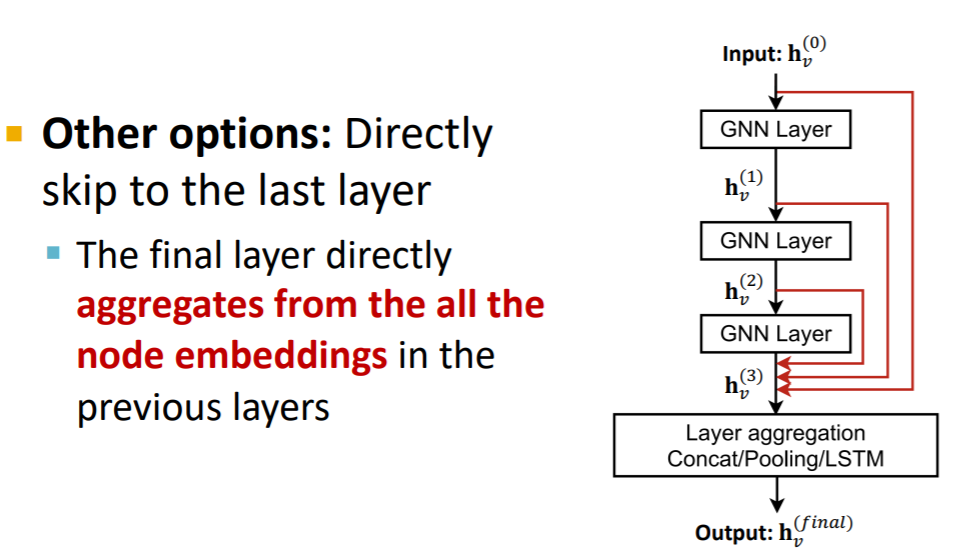 Other options: Directly
skip to the last layer
The final layer directly
aggregates from the all the
node embeddings in the
previous layers
Input: h_v^(0)
GNN Layer
h_v^(1)
GNN Layer
h_v^(2)
GNN Layer
h_v^(3)
Layer aggregation
Concat/Pooling/LSTM
Output: h_v^(final)